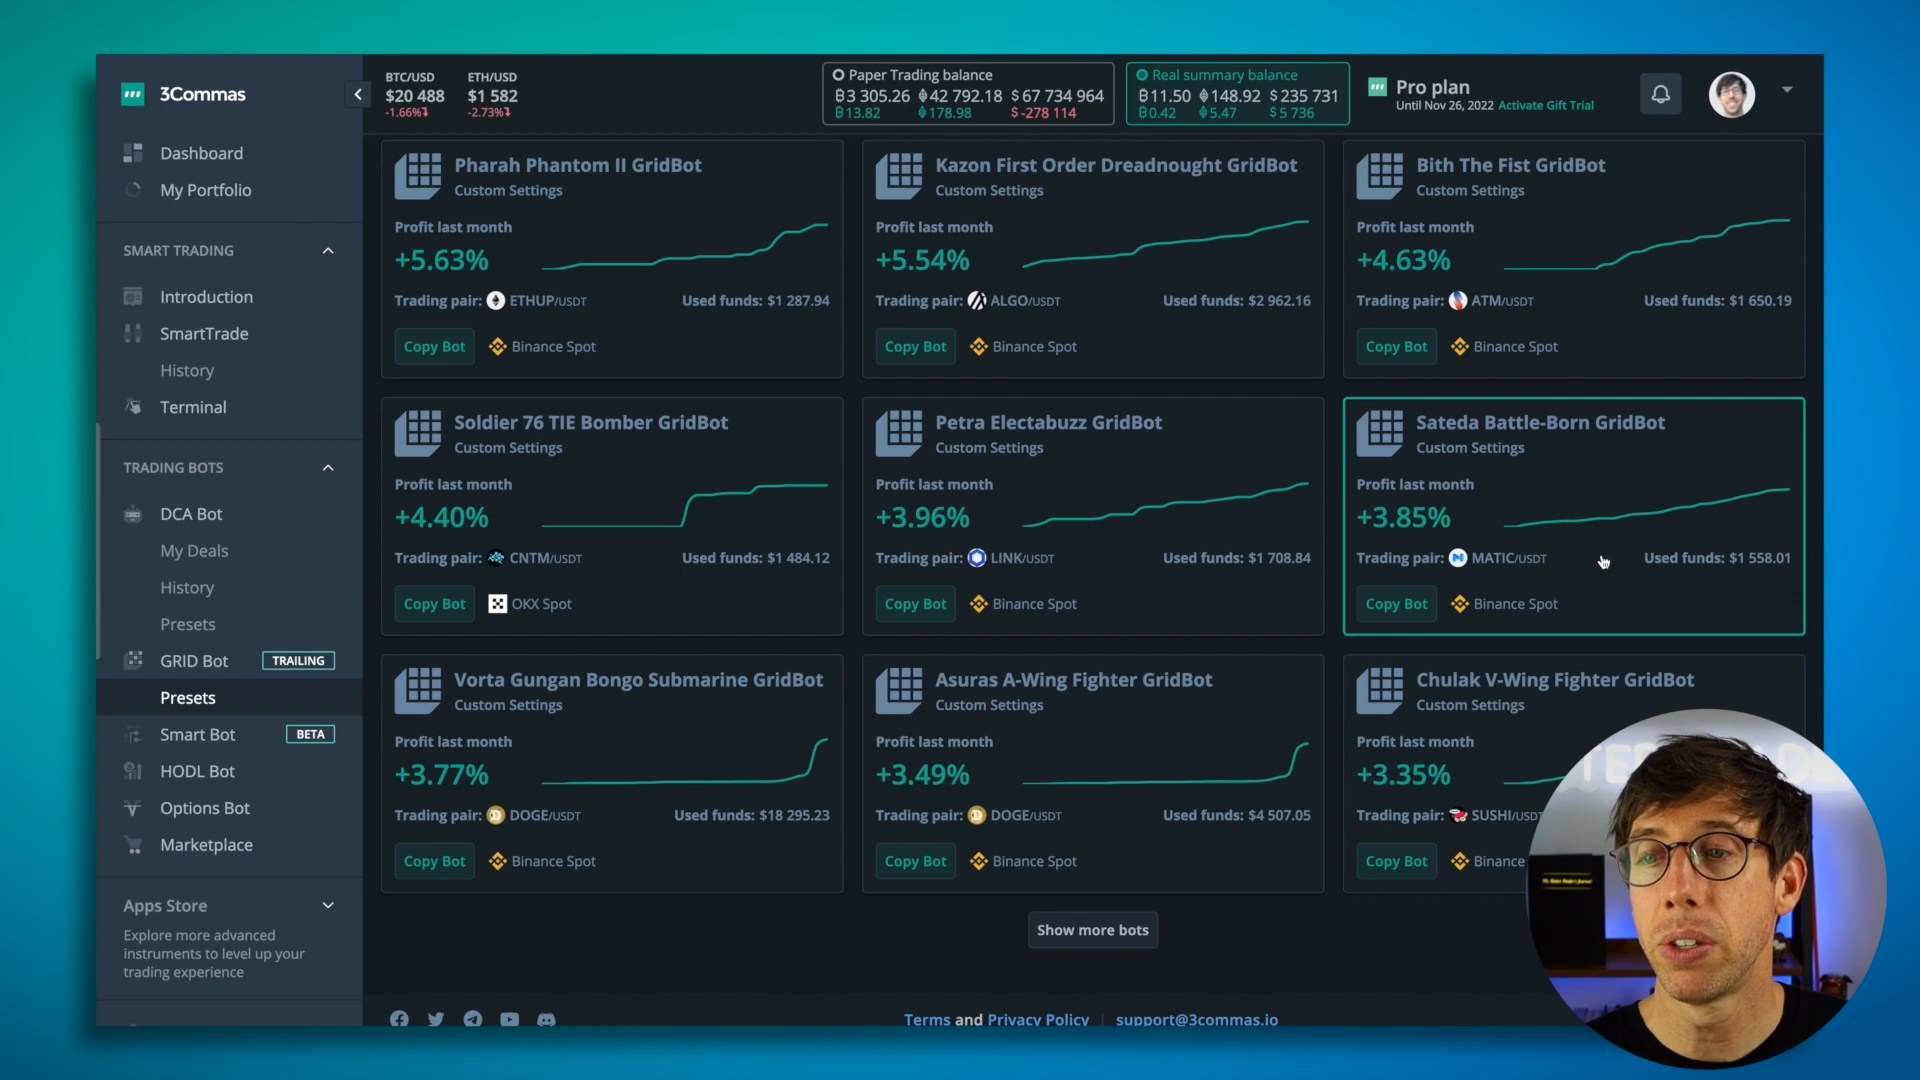 3Commas
BTC/USD
$20 488
-1.66%
ETH/USD
$1 582
-2.73%
Paper Trading balance
3 305.26 42 792.18 $ 67 734 964
13.82 178.98 $ -278 114
Real summary balance
11.50 148.92 $ 235 731
0.42 5.47 $ 5 736
Pro plan
Until Nov 26, 2022 Activate Gift Trial
Dashboard
My Portfolio
SMART TRADING
Introduction
SmartTrade
History
Terminal
TRADING BOTS
DCA Bot
My Deals
History
Presets
GRID Bot TRAILING
Presets
Smart Bot BETA
HODL Bot
Options Bot
Marketplace
Apps Store
Explore more advanced
instruments to level up your
trading experience
Pharah Phantom II GridBot
Custom Settings
Profit last month
+5.63%
Trading pair: ETHUP/USDT Used funds: $1 287.94
Copy Bot Binance Spot
Kazon First Order Dreadnought GridBot
Custom Settings
Profit last month
+5.54%
Trading pair: ALGO/USDT Used funds: $2 962.16
Copy Bot Binance Spot
Bith The Fist GridBot
Custom Settings
Profit last month
+4.63%
Trading pair: ATM/USDT Used funds: $1 650.19
Copy Bot Binance Spot
Soldier 76 TIE Bomber GridBot
Custom Settings
Profit last month
+4.40%
Trading pair: CNTM/USDT Used funds: $1 484.12
Copy Bot OKX Spot
Petra Electabuzz GridBot
Custom Settings
Profit last month
+3.96%
Trading pair: LINK/USDT Used funds: $1 708.84
Copy Bot Binance Spot
Sateda Battle-Born GridBot
Custom Settings
Profit last month
+3.85%
Trading pair: MATIC/USDT Used funds: $1 558.01
Copy Bot Binance Spot
Vorta Gungan Bongo Submarine GridBot
Custom Settings
Profit last month
+3.77%
Trading pair: DOGE/USDT Used funds: $18 295.23
Copy Bot Binance Spot
Asuras A-Wing Fighter GridBot
Custom Settings
Profit last month
+3.49%
Trading pair: DOGE/USDT Used funds: $4 507.05
Copy Bot Binance Spot
Chulak V-Wing Fighter GridBot
Custom Settings
Profit last month
+3.35%
Trading pair: SUSHI/USDT
Copy Bot Binance
Show more bots
Terms and Privacy Policy | support@3commas.io